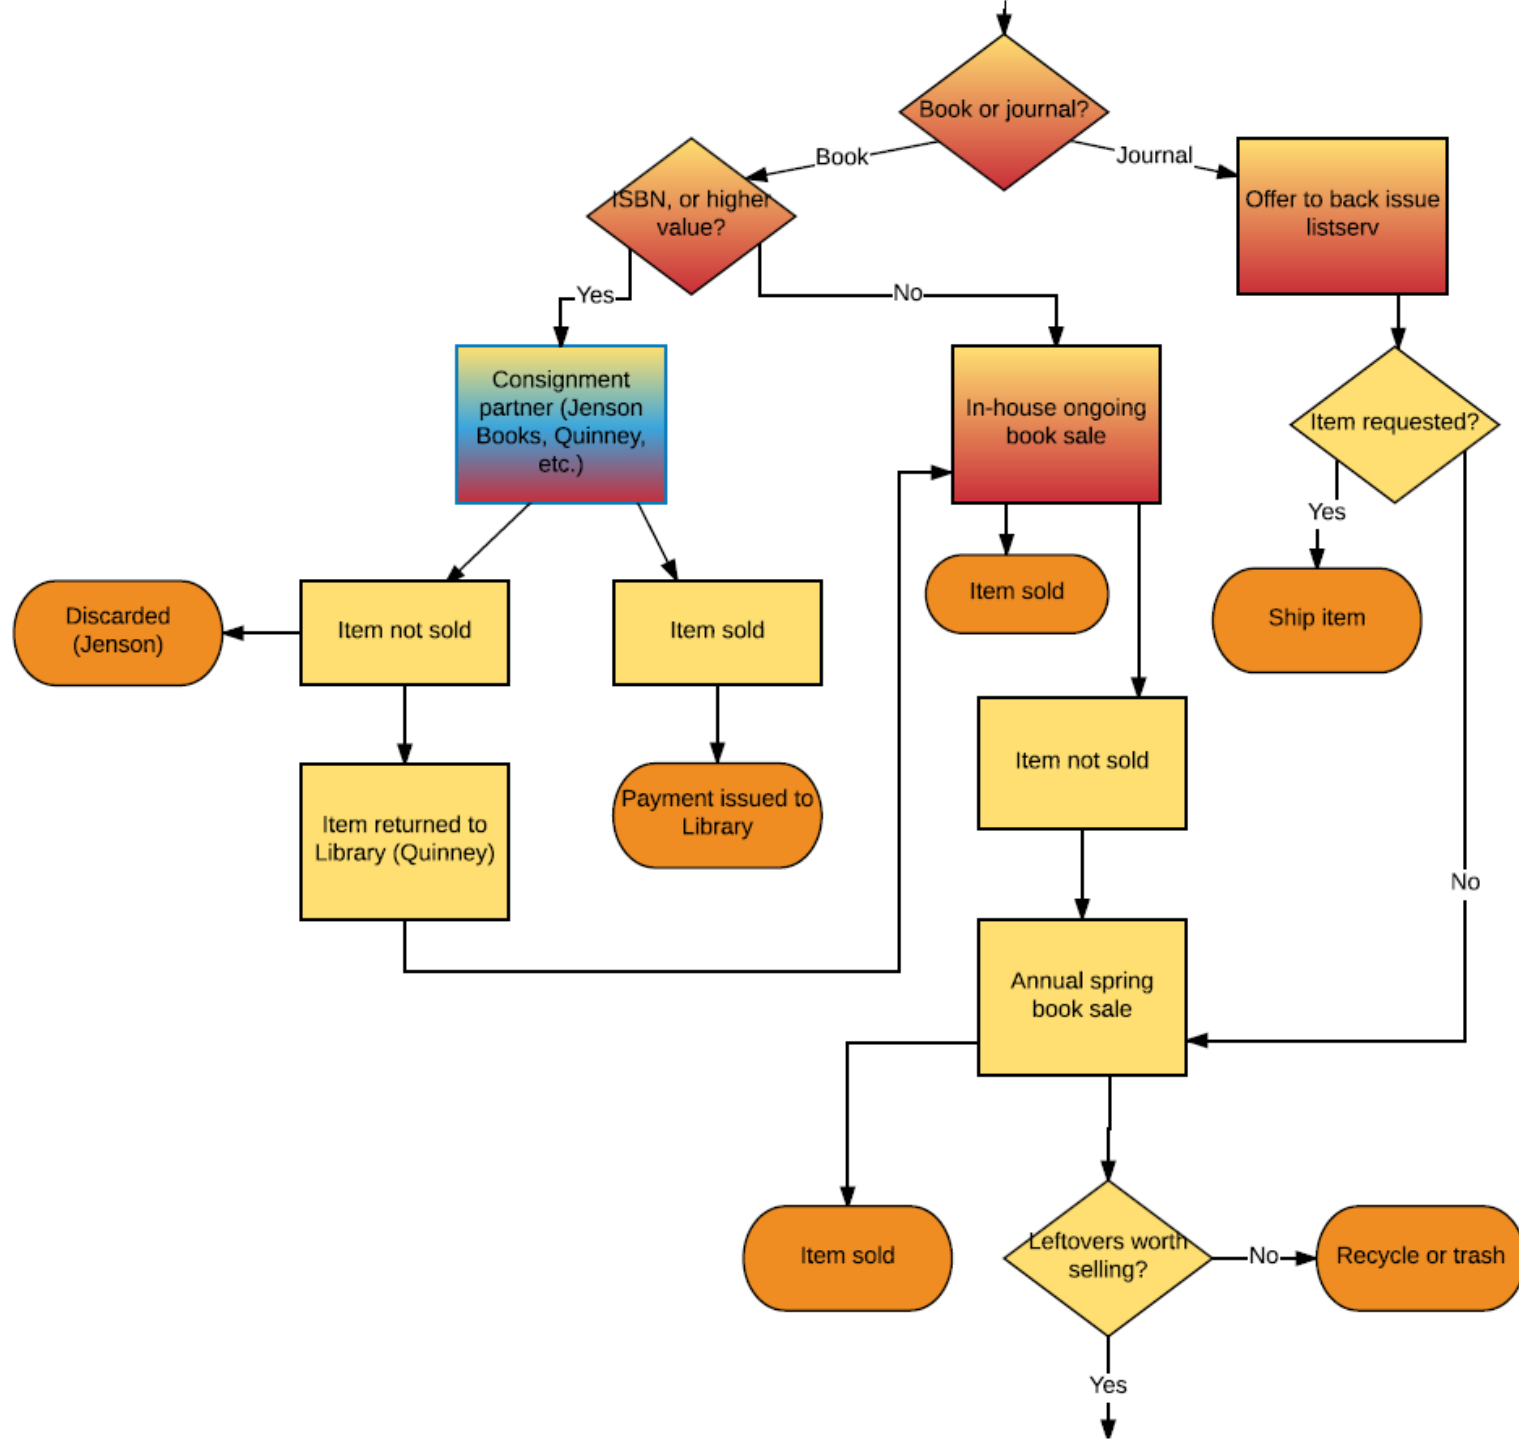 Book or journal?
Book
Journal
ISBN, or higher
value?
Offer to back issue
listserv
Yes
No
Consignment
partner (Jenson
Books, Quinney,
etc.)
In-house ongoing
book sale
Item requested?
Yes
Discarded
(Jenson)
Item not sold
Item sold
Item sold
Ship item
Item not sold
Item returned to
Library (Quinney)
Payment issued to
Library
No
Annual spring
book sale
Item sold
Leftovers worth
selling?
No
Recycle or trash
Yes